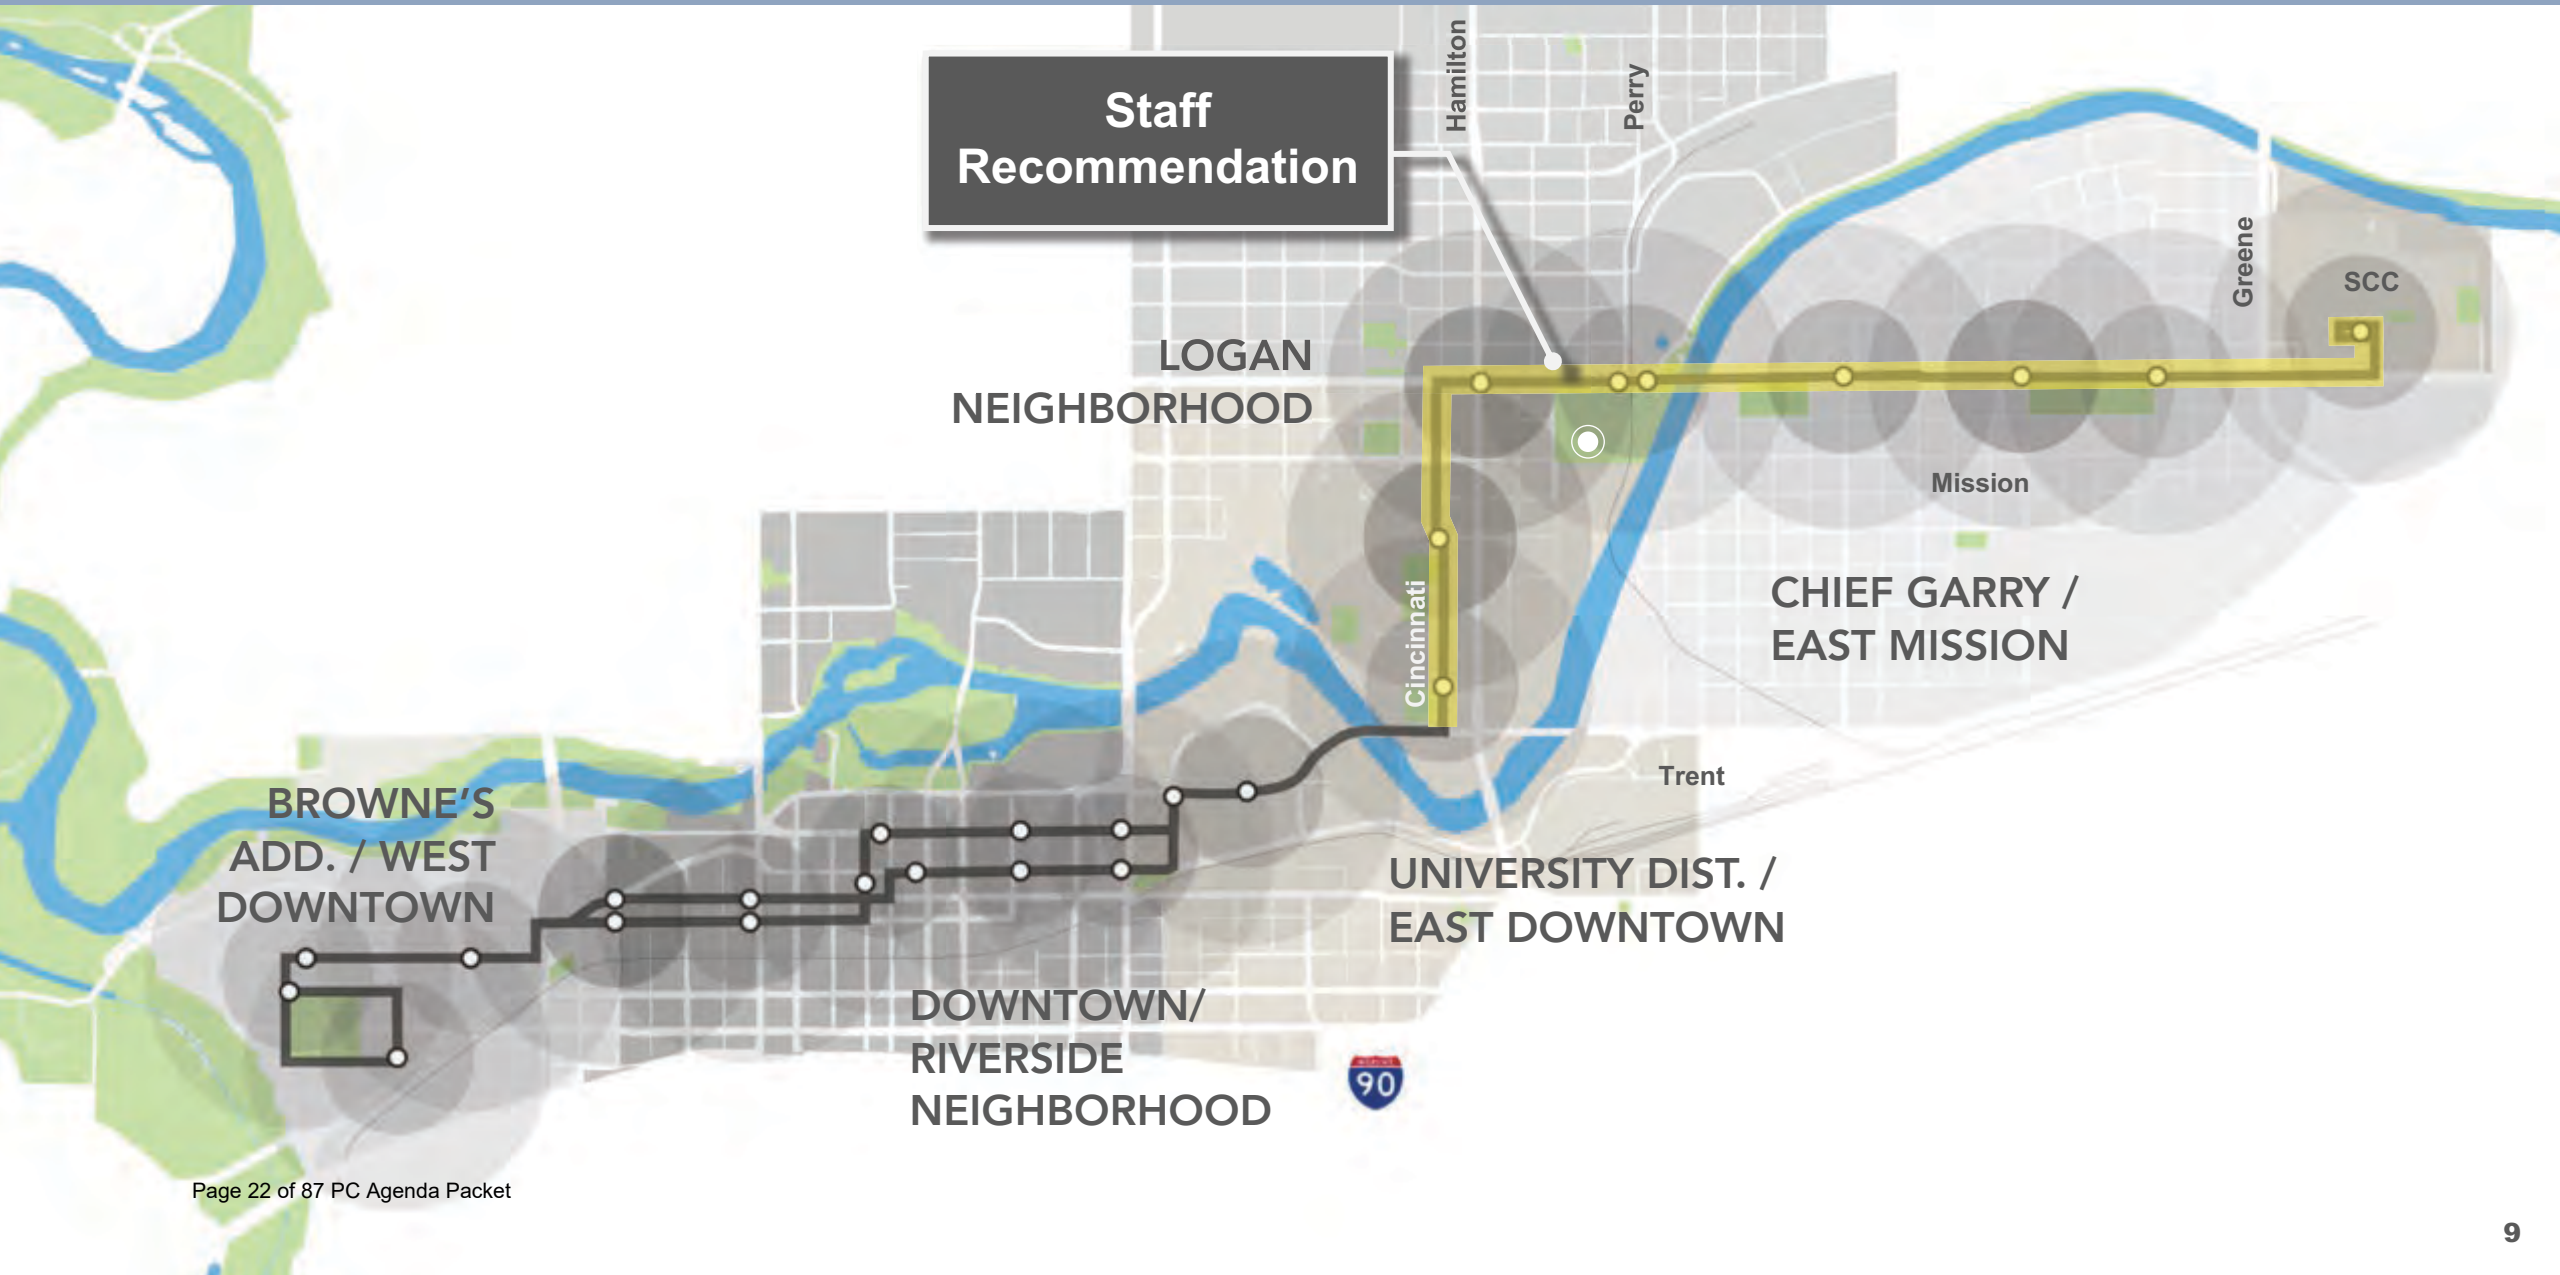 Staff
Recommendation
Hamilton
Perry
Greene
SCC
LOGAN
NEIGHBORHOOD
Mission
Cincinnati
CHIEF GARRY /
EAST MISSION
Trent
BROWNE'S
ADD. / WEST
DOWNTOWN
UNIVERSITY DIST. /
EAST DOWNTOWN
DOWNTOWN/
RIVERSIDE
NEIGHBORHOOD
90
Page 22 of 87 PC Agenda Packet
9